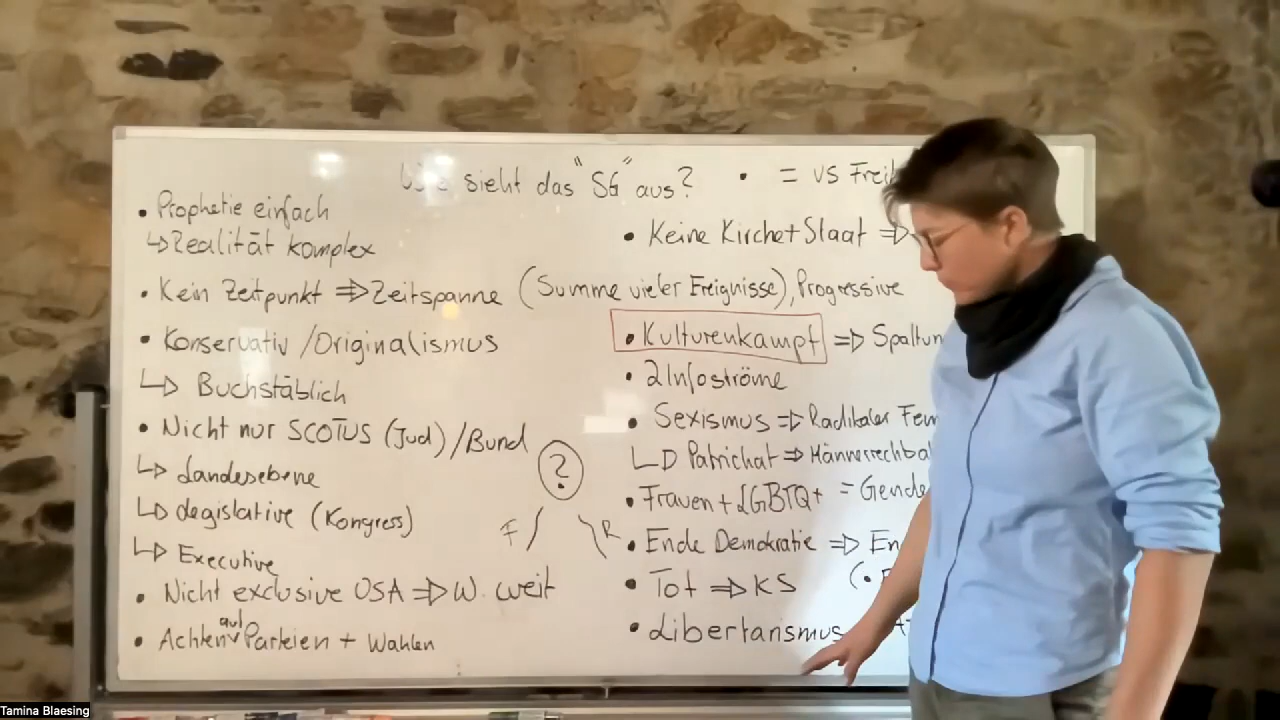 Wie sieht das "SG" aus?
• Prophetie einfach
↳ Realität komplex
• Kein Zeitpunkt ⇒ Zeitspanne (Summe vieler Ereignisse), Progressive
• Konservativ / Originalismus
↳ Buchstäblich
• Nicht nur SCOTUS (Jud) / Bund
↳ Landesebene
↳ Legislative (Kongress)
↳ Executive
• Nicht exclusive USA ⇒ W. weit
• Achten auf Parteien + Wahlen
?
F R
• = vs Frei
• Keine Kirche + Staat ⇒
• Kulturenkampf ⇒ Spaltun
• 2 Infoströme
• Sexismus ⇒ Radikaler Fem
↳ Patrichat ⇒ Männerrechtba
• Frauen + LGBTQ+ = Gende
• Ende Demokratie ⇒ En
• Tot ⇒ KS (•
• Libertarismus
Tamina Blaesing